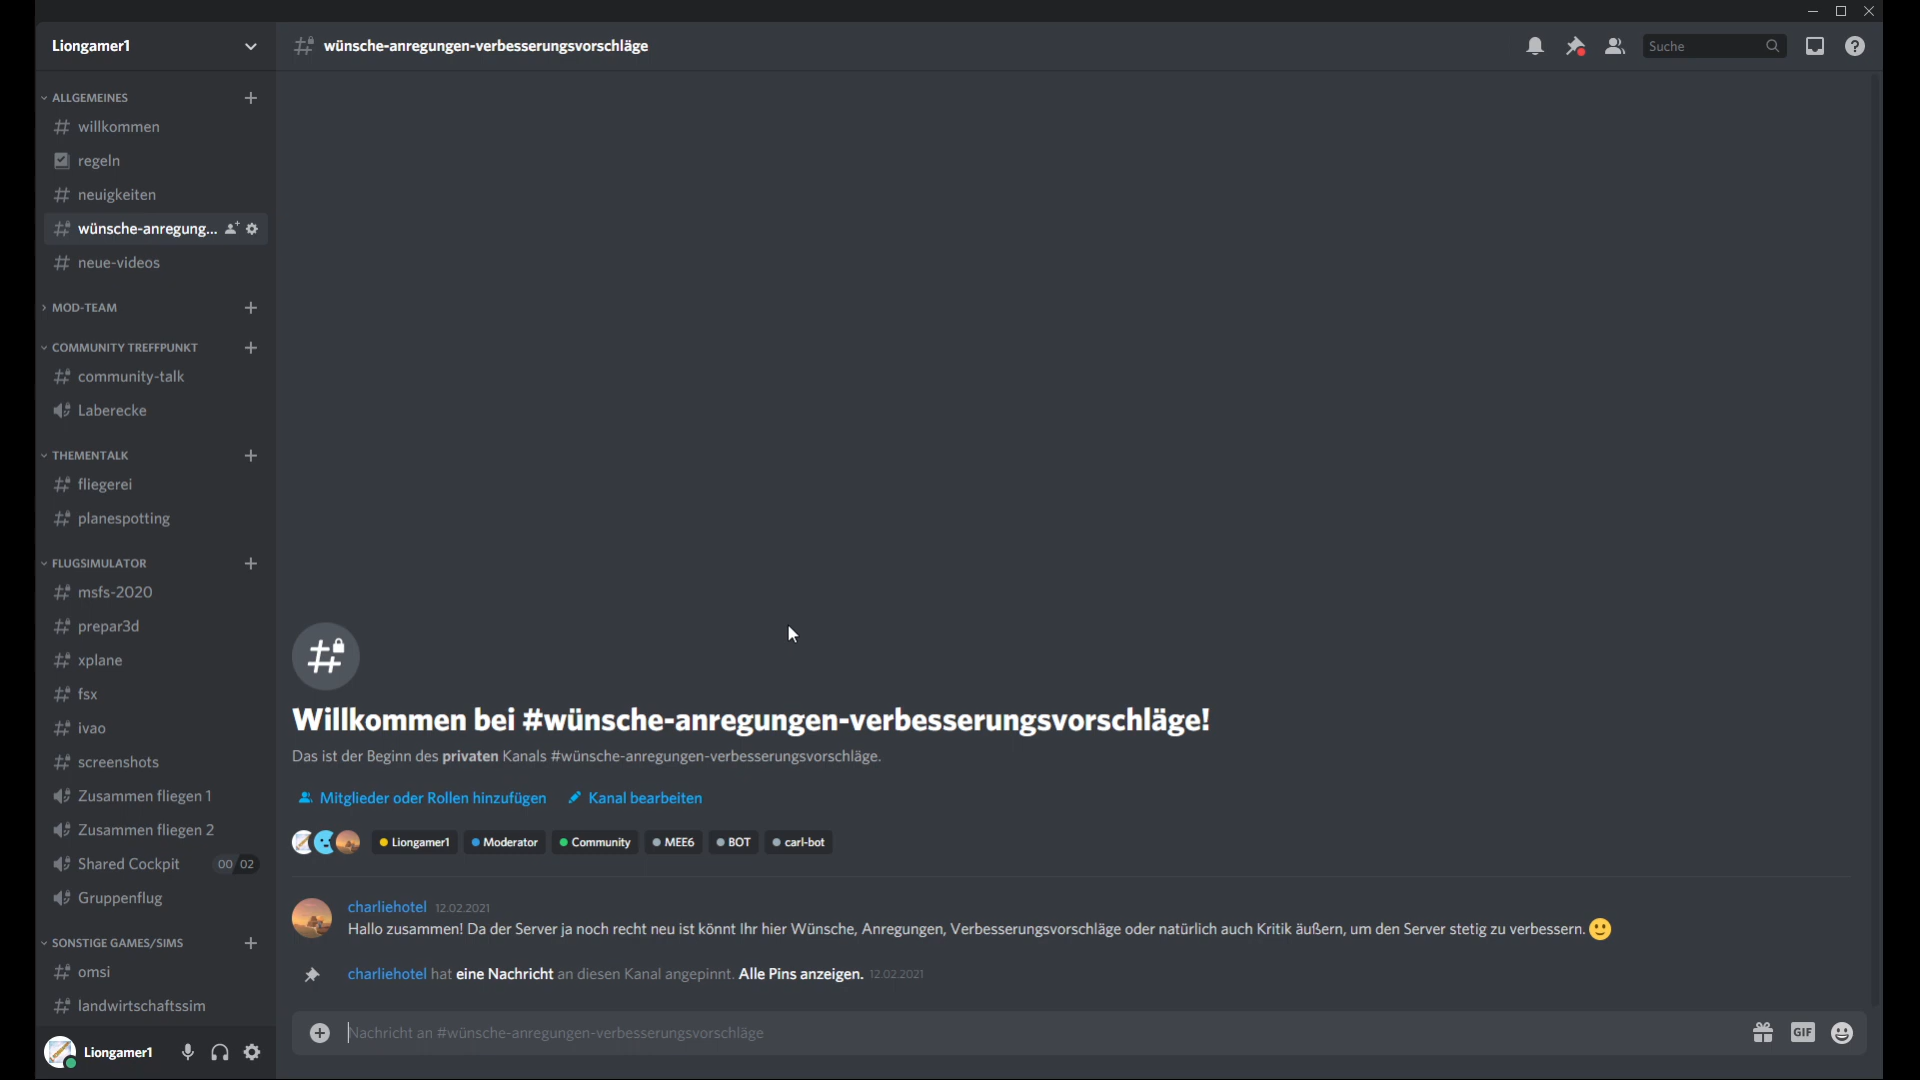 Liongamer1
wünsche-anregungen-verbesserungsvorschläge
Suche
ALLGEMEINES
willkommen
regeln
neuigkeiten
wünsche-anregung...
neue-videos
MOD-TEAM
COMMUNITY TREFFPUNKT
community-talk
Laberecke
THEMENTALK
fliegerei
planespotting
FLUGSIMULATOR
msfs-2020
prepar3d
xplane
fsx
ivao
screenshots
Zusammen fliegen 1
Zusammen fliegen 2
Shared Cockpit 00 02
Gruppenflug
SONSTIGE GAMES/SIMS
omsi
landwirtschaftssim
Liongamer1
Willkommen bei #wünsche-anregungen-verbesserungsvorschläge!
Das ist der Beginn des privaten Kanals #wünsche-anregungen-verbesserungsvorschläge.
Mitglieder oder Rollen hinzufügen Kanal bearbeiten
Liongamer1 Moderator Community MEE6 BOT carl-bot
charliehotel 12.02.2021
Hallo zusammen! Da der Server ja noch recht neu ist könnt Ihr hier Wünsche, Anregungen, Verbesserungsvorschläge oder natürlich auch Kritik äußern, um den Server stetig zu verbessern. 🙂
charliehotel hat eine Nachricht an diesen Kanal angepinnt. Alle Pins anzeigen. 12.02.2021
Nachricht an #wünsche-anregungen-verbesserungsvorschläge
GIF